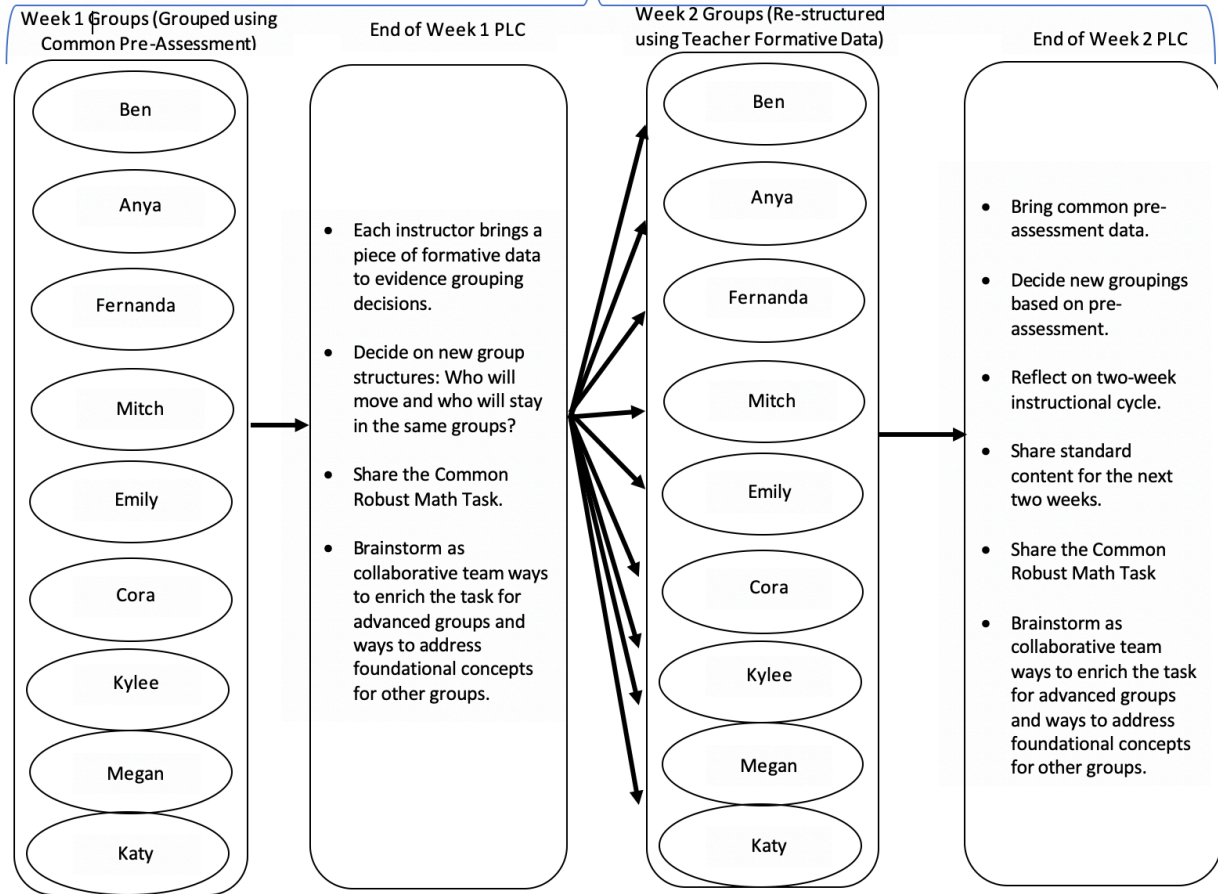 Week 1 Groups (Grouped using
Common Pre-Assessment)
Ben
Anya
Fernanda
Mitch
Emily
Cora
Kylee
Megan
Katy
End of Week 1 PLC
• Each instructor brings a
piece of formative data
to evidence grouping
decisions.
• Decide on new group
structures: Who will
move and who will stay
in the same groups?
• Share the Common
Robust Math Task.
• Brainstorm as
collaborative team ways
to enrich the task for
advanced groups and
ways to address
foundational concepts
for other groups.
Week 2 Groups (Re-structured
using Teacher Formative Data)
Ben
Anya
Fernanda
Mitch
Emily
Cora
Kylee
Megan
Katy
End of Week 2 PLC
• Bring common pre-
assessment data.
• Decide new groupings
based on pre-
assessment.
• Reflect on two-week
instructional cycle.
• Share standard
content for the next
two weeks.
• Share the Common
Robust Math Task
• Brainstorm as
collaborative team
ways to enrich the task
for advanced groups
and ways to address
foundational concepts
for other groups.